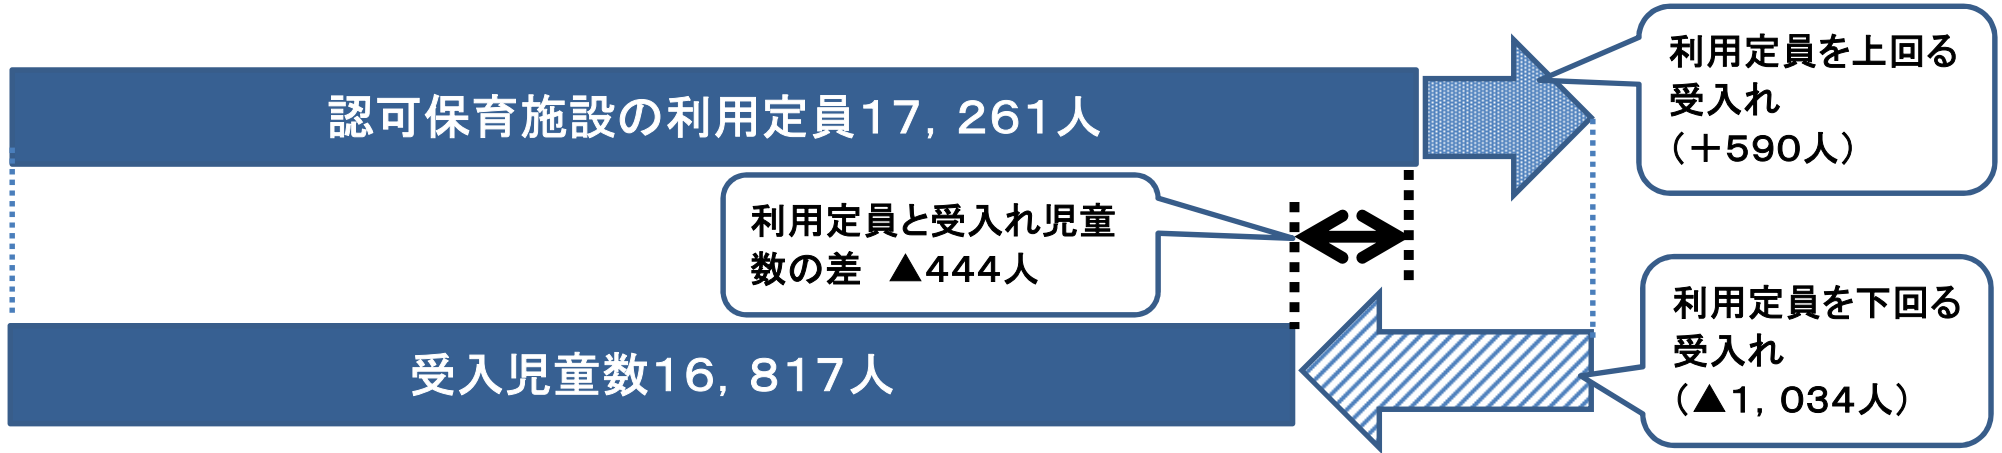 利用定員を上回る
受入れ
（＋590人）
認可保育施設の利用定員17，261人
利用定員と受入れ児童
数の差　▲444人
利用定員を下回る
受入れ
（▲1，034人）
受入児童数16，817人